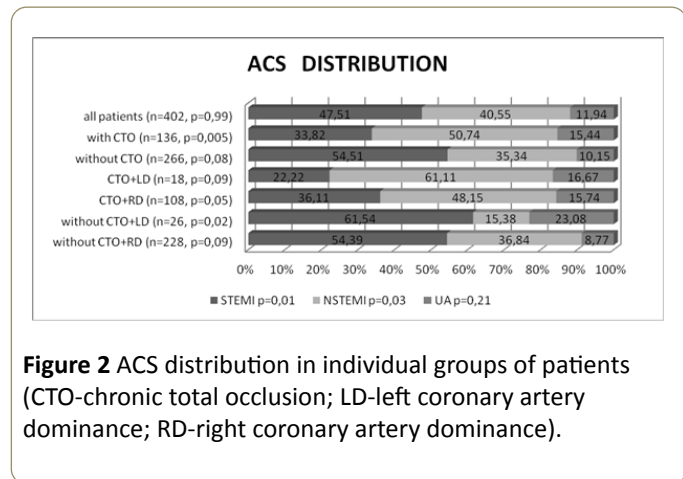 ACS DISTRIBUTION
all patients (n=402, p=0,99) 47,51 40,55 11,94
with CTO (n=136, p=0,005) 33,82 50,74 15,44
without CTO (n=266, p=0,08) 54,51 35,34 10,15
CTO+LD (n=18, p=0,09) 22,22 61,11 16,67
CTO+RD (n=108, p=0,05) 36,11 48,15 15,74
without CTO+LD (n=26, p=0,02) 61,54 15,38 23,08
without CTO+RD (n=228, p=0,09) 54,39 36,84 8,77
0% 10% 20% 30% 40% 50% 60% 70% 80% 90% 100%
STEMI p=0,01 NSTEMI p=0,03 UA p=0,21
Figure 2 ACS distribution in individual groups of patients
(CTO-chronic total occlusion; LD-left coronary artery
dominance; RD-right coronary artery dominance).